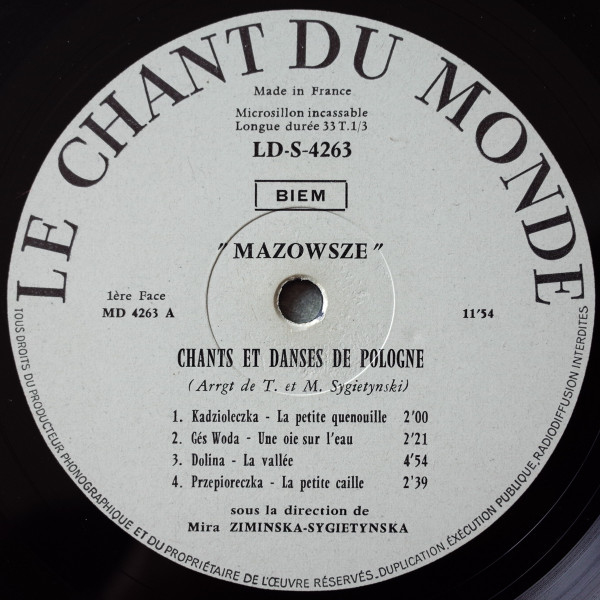 LE CHANT DU MONDE
Made in France
Microsillon incassable
Longue durée 33 T.1/3
LD-S-4263
BIEM
"MAZOWSZE"
1ère Face
MD 4263 A
11'54
CHANTS ET DANSES DE POLOGNE
(Arrgt de T. et M. Sygietynski)
1. Kadzioleczka - La petite quenouille 2'00
2. Gés Woda - Une oie sur l'eau 2'21
3. Dolina - La vallée 4'54
4. Przepioreczka - La petite caille 2'39
sous la direction de
Mira ZIMINSKA-SYGIETYNSKA
TOUS DROITS DU PRODUCTEUR PHONOGRAPHIQUE ET DU PROPRIÉTAIRE DE L'ŒUVRE RÉSERVÉS. DUPLICATION, EXÉCUTION PUBLIQUE, RADIODIFFUSION INTERDITES